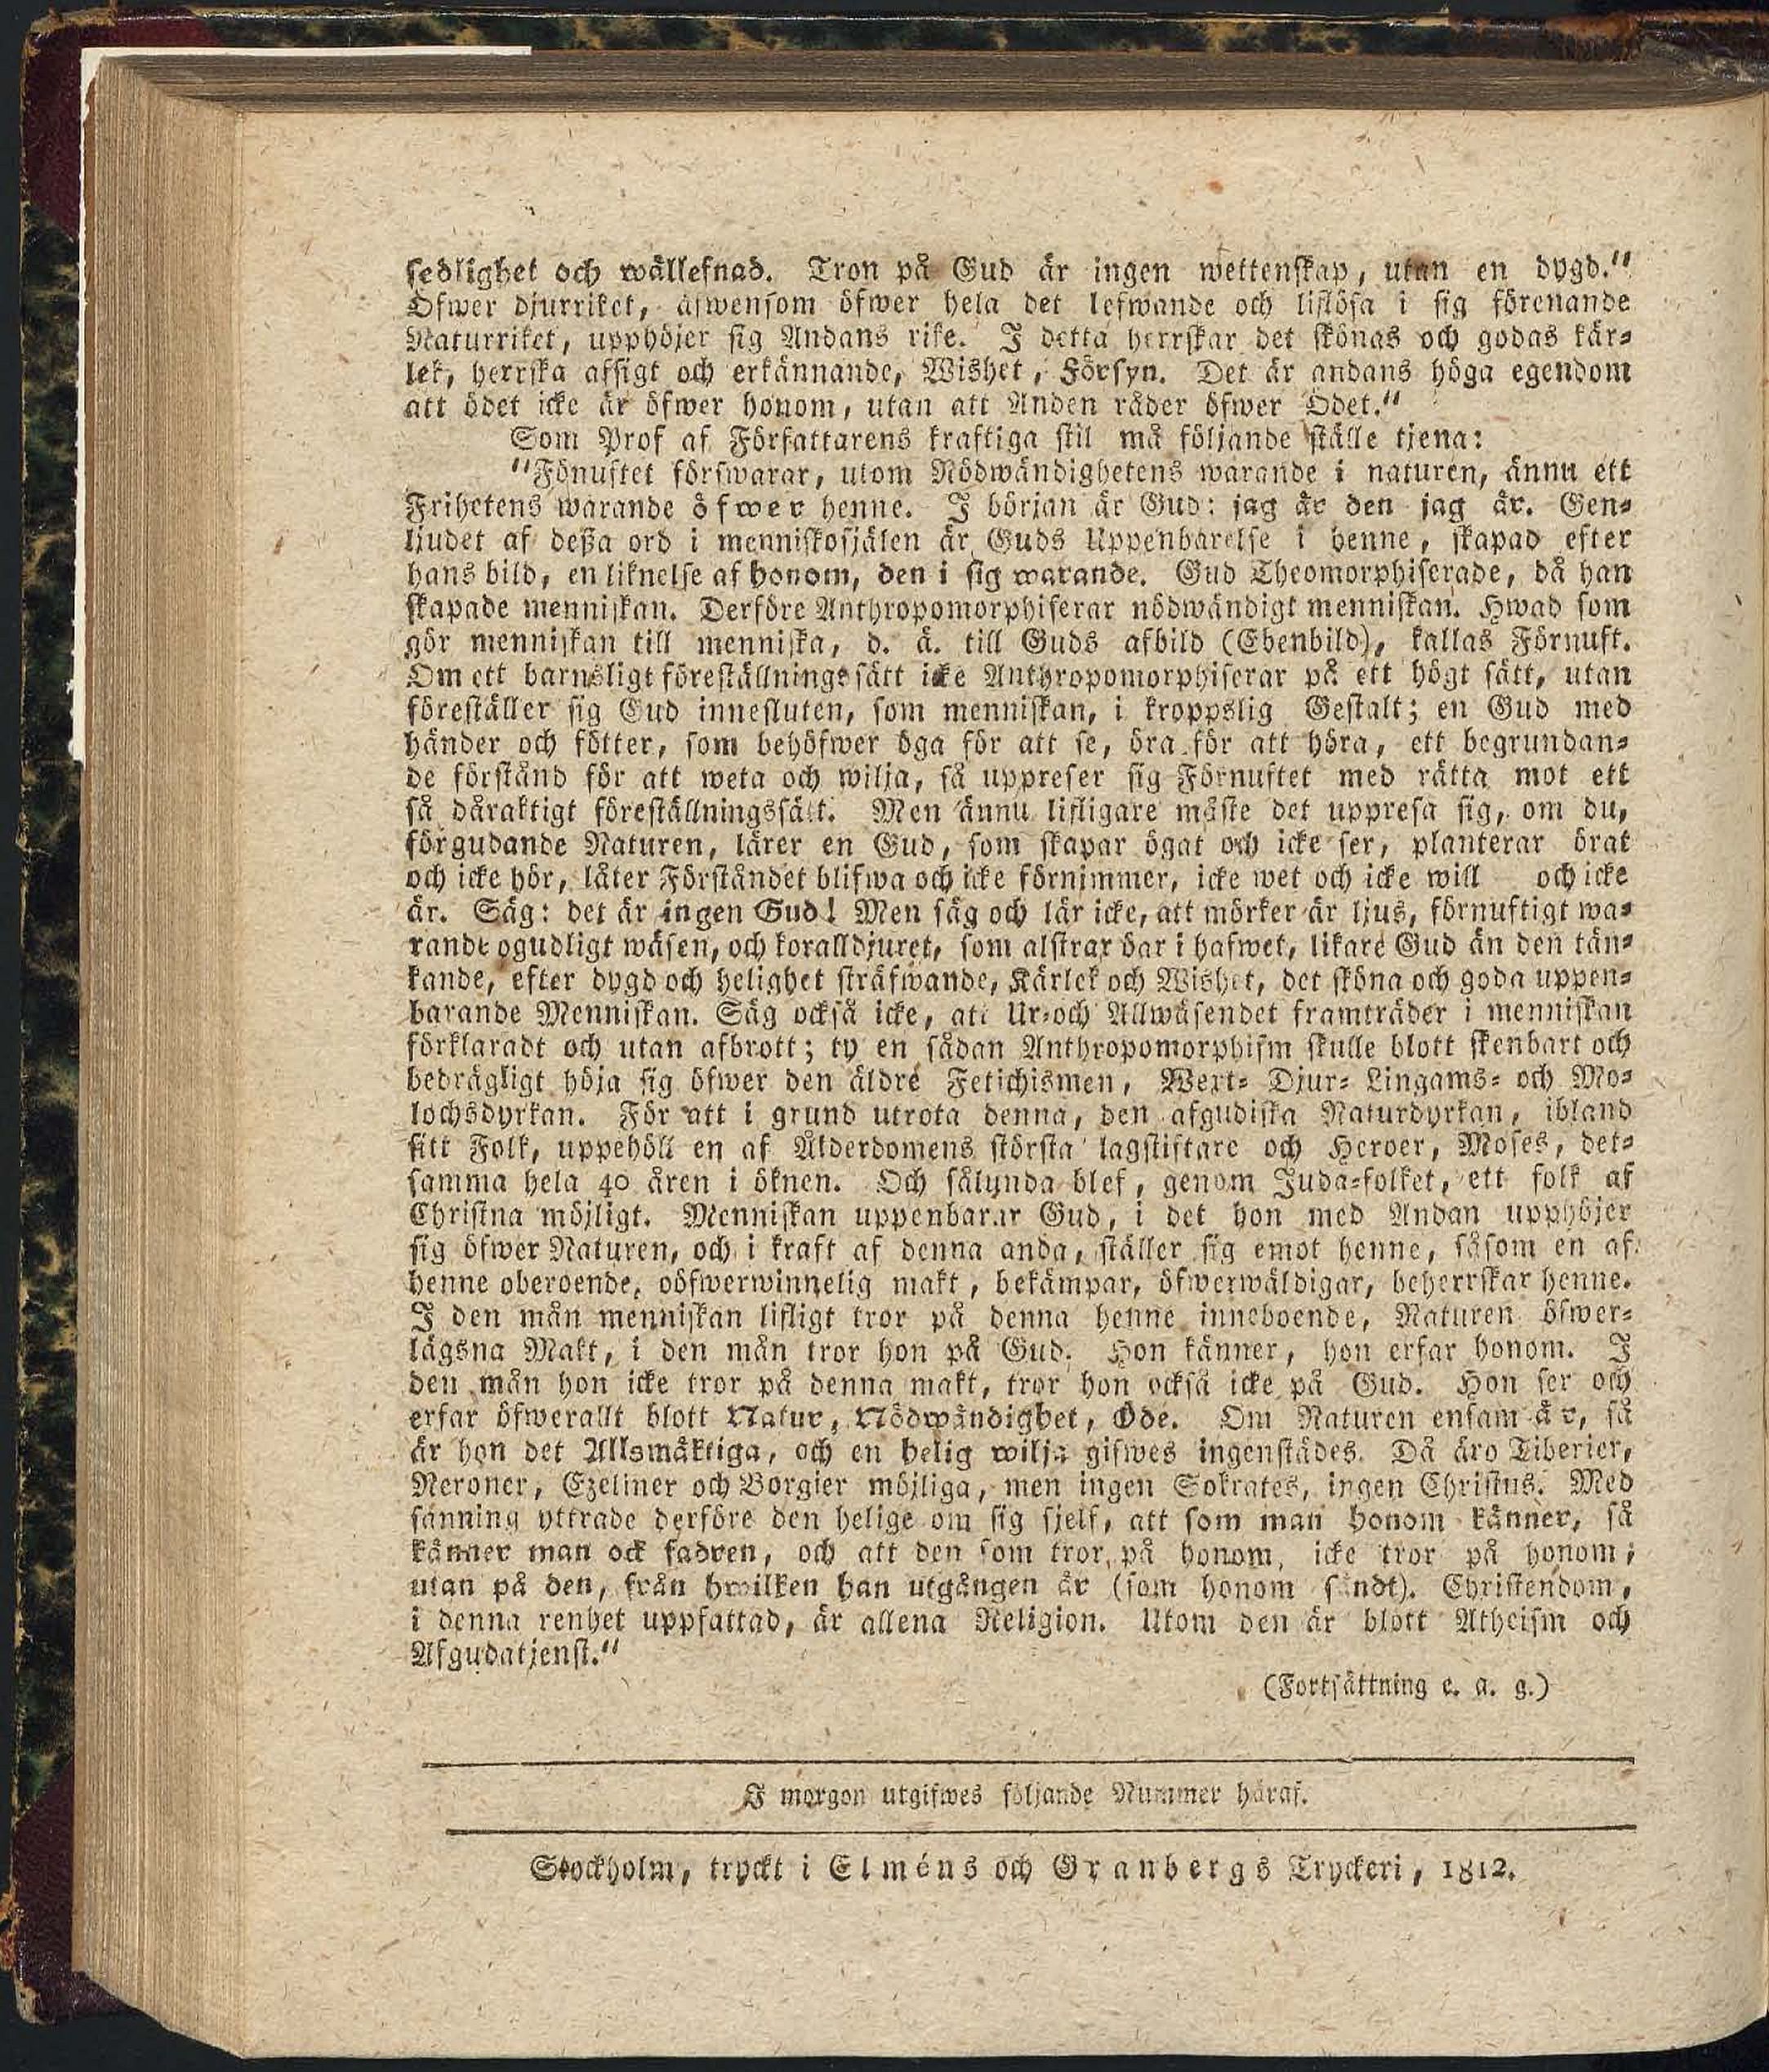 sedlighet och wällefnad. Tron på Gud är ingen wettenskap, utan en dygd."
Öfwer djurriket, äfwensom öfwer hela det lefwande och liflösa i sig förenande
Naturriket, upphöjer sig Andans rike. I detta herrskar det skönas och godas kär-
lek, herrska afsigt och erkännande, Wishet, Försyn. Det är andans höga egendom
att ödet icke är öfwer honom, utan att Anden råder öfwer Ödet."
Som Prof af Författarens kraftiga stil må följande ställe tjena:
"Fönuftet förswarar, utom Nödwändighetens warande i naturen, ännu ett
Frihetens warande öfwer henne. I början är Gud: jag är den jag är. Gen-
ljudet af deßa ord i menniskosjälen är Guds Uppenbarelse i henne, skapad efter
hans bild, en liknelse af honom, den i sig warande. Gud Theomorphiserade, då han
skapade menniskan. Derföre Anthropomorphiserar nödwändigt menniskan. Hwad som
gör menniskan till menniska, d. ä. till Guds afbild (Ebenbild), kallas Förnuft.
Om ett barnsligt föreställningssätt icke Anthropomorphiserar på ett högt sätt, utan
föreställer sig Gud innesluten, som menniskan, i kroppslig Gestalt; en Gud med
händer och fötter, som behöfwer öga för att se, öra för att höra, ett begrundan-
de förstånd för att weta och wilja, så uppreser sig Förnuftet med rätta mot ett
så dåraktigt föreställningssätt. Men ännu lifligare måste det uppresa sig, om du,
förgudande Naturen, lärer en Gud, som skapar ögat och icke ser, planterar örat
och icke hör, låter Förståndet blifwa och icke förnimmer, icke wet och icke will och icke
är. Säg: det är ingen Gud! Men säg och lär icke, att mörker är ljus, förnuftigt wa-
rande ogudligt wäsen, och koralldjuret, som alstrar dar i hafwet, likare Gud än den tän-
kande, efter dygd och helighet sträfwande, Kärlek och Wishet, det sköna och goda uppen-
barande Menniskan. Säg också icke, att Ur-och Allwäsendet framträder i menniskan
förklaradt och utan afbrott; ty en sådan Anthropomorphism skulle blott skenbart och
bedrägligt höja sig öfwer den äldre Fetichismen, Wext- Djur- Lingams- och Mo-
lochsdyrkan. För att i grund utrota denna, den afgudiska Naturdyrkan, ibland
sitt Folk, uppehöll en af Ålderdomens största lagstiftare och Heroer, Moses, det-
samma hela 40 åren i öknen. Och sålunda blef, genom Juda-folket, ett folk af
Christna möjligt. Menniskan uppenbarar Gud, i det hon med Andan upphöjer
sig öfwer Naturen, och i kraft af denna anda, ställer sig emot henne, såsom en af
henne oberoende, oöfwerwinnelig makt, bekämpar, öfwerwäldigar, beherrskar henne.
I den mån menniskan lifligt tror på denna henne inneboende, Naturen öfwer-
lägsna Makt, i den mån tror hon på Gud. Hon känner, hon erfar honom. I
den mån hon icke tror på denna makt, tror hon också icke på Gud. Hon ser och
erfar öfwerallt blott Natur, Nödwändighet, Öde. Om Naturen ensam är, så
är hon det Allsmäktiga, och en helig wilja gifwes ingenstädes. Då äro Tiberier,
Neroner, Ezeliner och Borgier möjliga, men ingen Sokrates, ingen Christus. Med
sanning yttrade derföre den helige om sig sjelf, att som man honom känner, så
känner man ock fadren, och att den som tror på honom, icke tror på honom;
utan på den, från hwilken han utgången är (som honom sändt). Christendom,
i denna renhet uppfattad, är allena Religion. Utom den är blott Atheism och
Afgudatjenst."
(Fortsättning e. a. g.)
I morgon utgifwes följande Nummer häraf.
Stockholm, tryckt i Elméns och Granbergs Tryckeri, 1812.